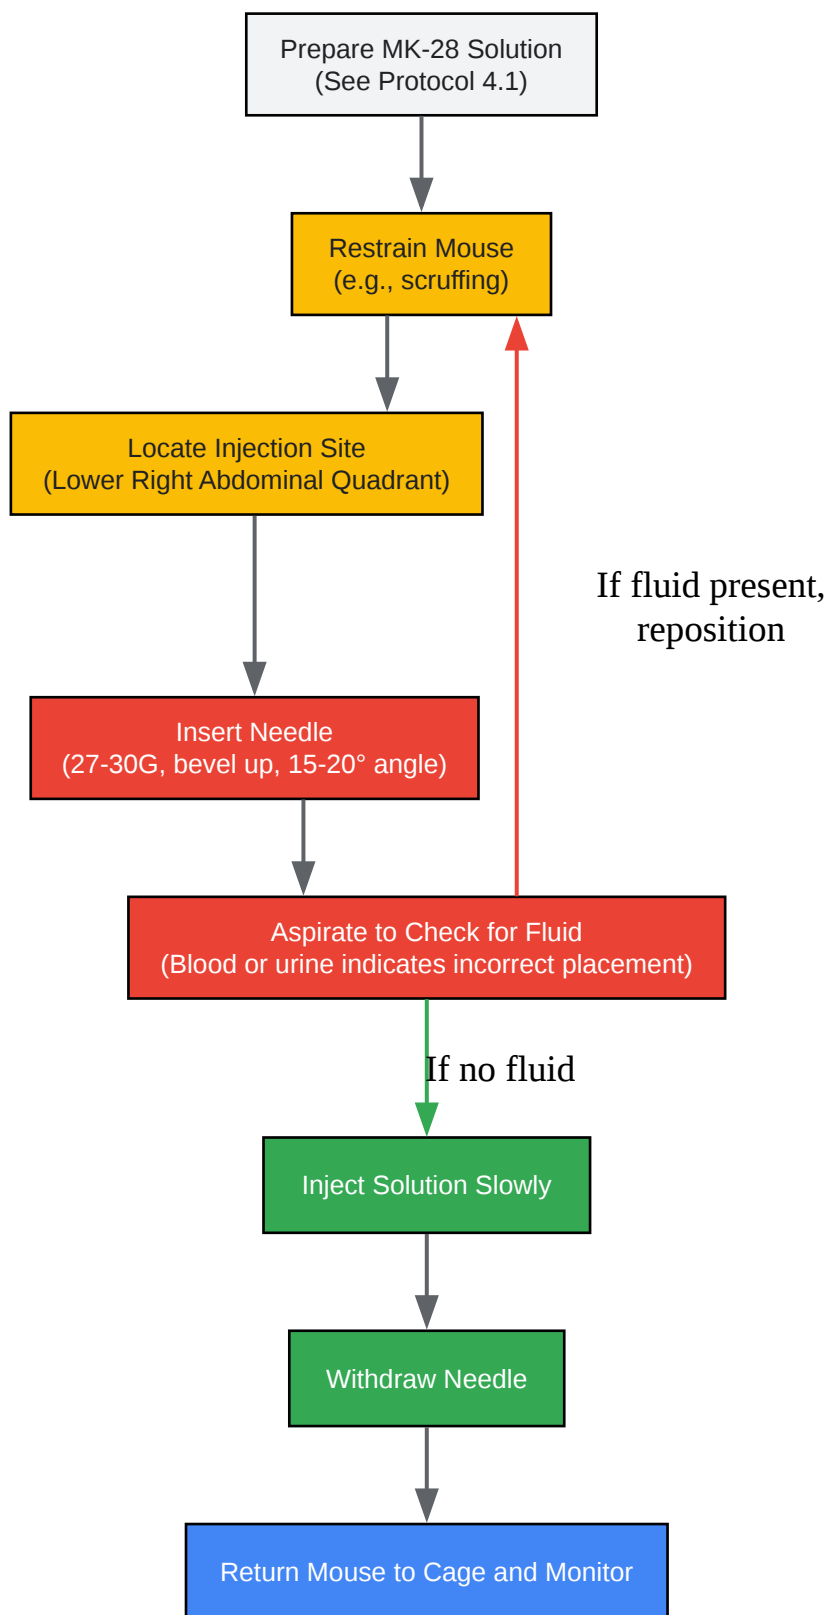 Prepare MK-28 Solution
(See Protocol 4.1)
Restrain Mouse
(e.g., scruffing)
Locate Injection Site
(Lower Right Abdominal Quadrant)
If fluid present,
reposition
Insert Needle
(27-30G, bevel up, 15-20° angle)
Aspirate to Check for Fluid
(Blood or urine indicates incorrect placement)
If no fluid
Inject Solution Slowly
Withdraw Needle
Return Mouse to Cage and Monitor